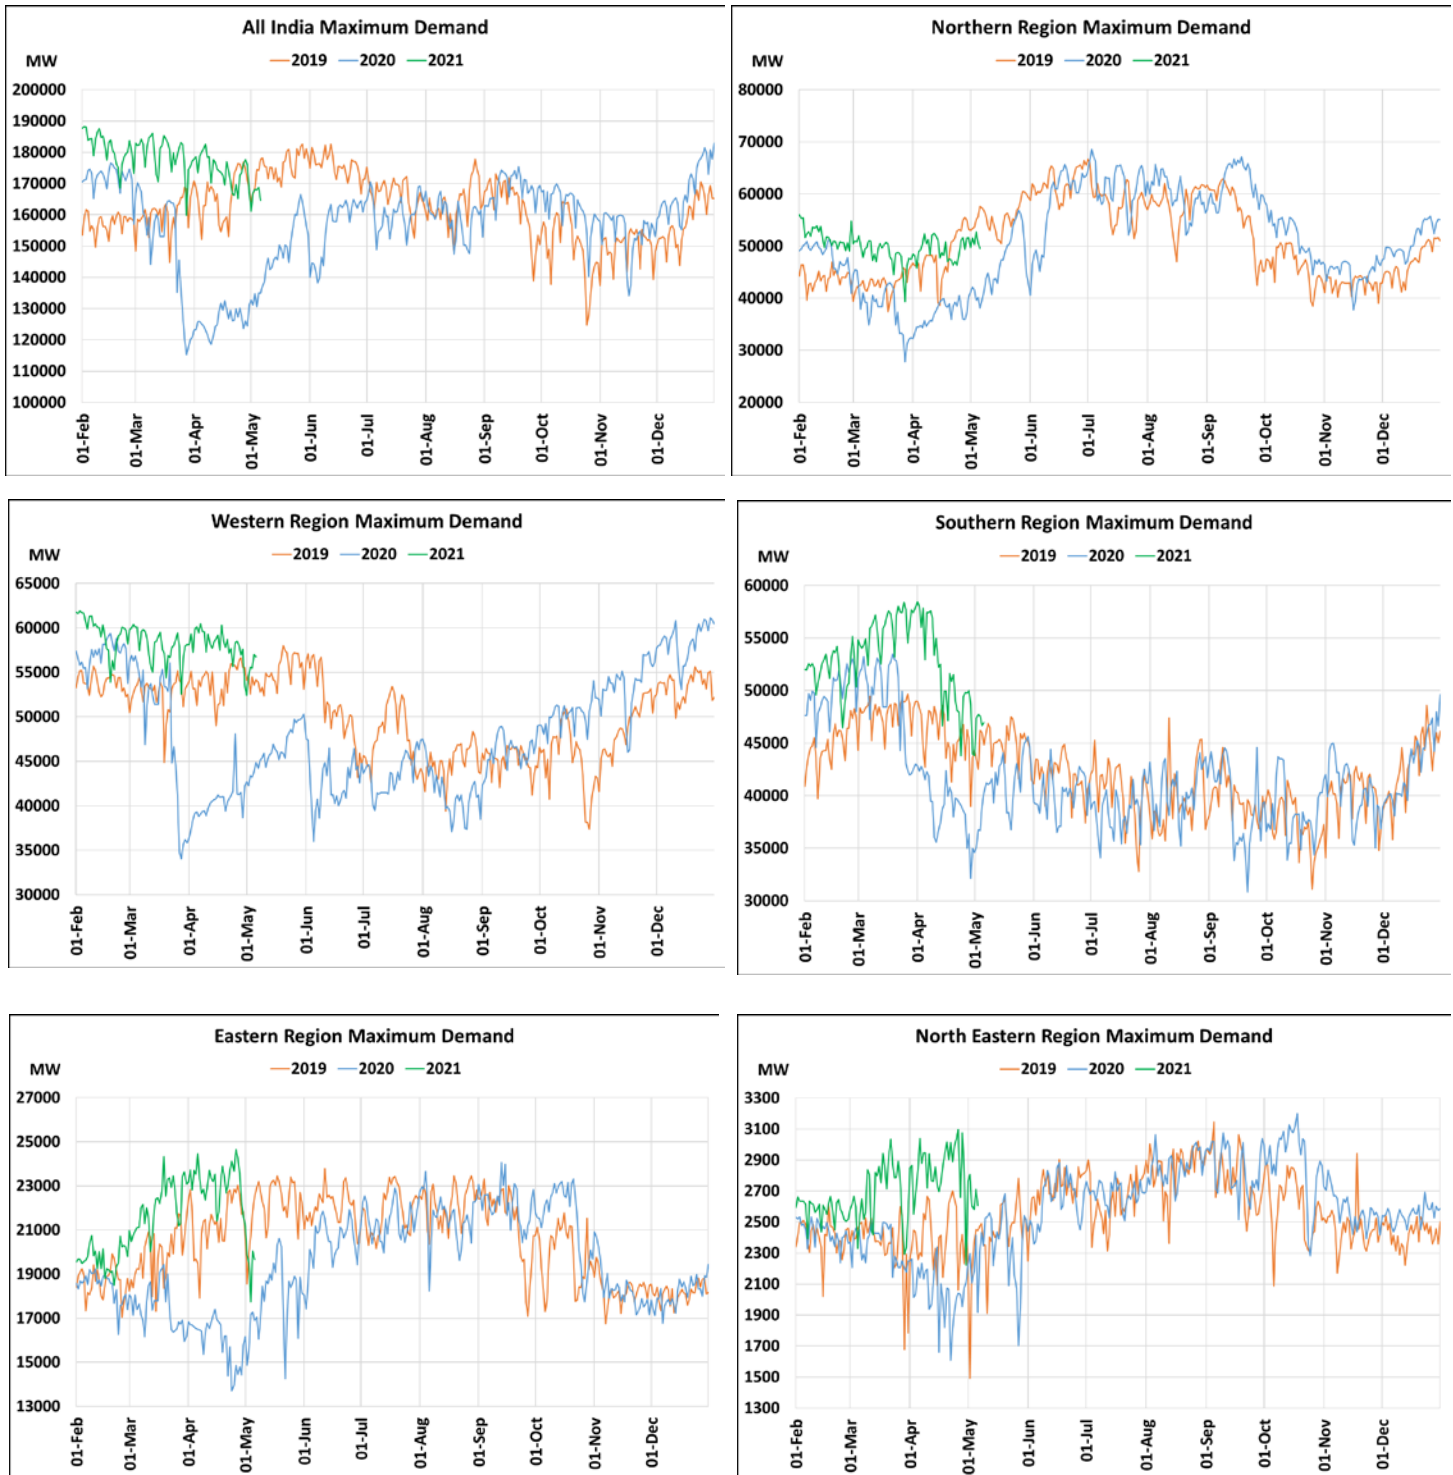 All India Maximum Demand
MW
2019 2020 2021
200000
190000
180000
170000
160000
150000
140000
130000
120000
110000
100000
01-Feb 01-Mar 01-Apr 01-May 01-Jun 01-Jul 01-Aug 01-Sep 01-Oct 01-Nov 01-Dec
Northern Region Maximum Demand
MW
2019 2020 2021
80000
70000
60000
50000
40000
30000
20000
01-Feb 01-Mar 01-Apr 01-May 01-Jun 01-Jul 01-Aug 01-Sep 01-Oct 01-Nov 01-Dec
Western Region Maximum Demand
MW
2019 2020 2021
65000
60000
55000
50000
45000
40000
35000
30000
01-Feb 01-Mar 01-Apr 01-May 01-Jun 01-Jul 01-Aug 01-Sep 01-Oct 01-Nov 01-Dec
Southern Region Maximum Demand
MW
2019 2020 2021
60000
55000
50000
45000
40000
35000
30000
01-Feb 01-Mar 01-Apr 01-May 01-Jun 01-Jul 01-Aug 01-Sep 01-Oct 01-Nov 01-Dec
Eastern Region Maximum Demand
MW
2019 2020 2021
27000
25000
23000
21000
19000
17000
15000
13000
01-Feb 01-Mar 01-Apr 01-May 01-Jun 01-Jul 01-Aug 01-Sep 01-Oct 01-Nov 01-Dec
North Eastern Region Maximum Demand
MW
2019 2020 2021
3300
3100
2900
2700
2500
2300
2100
1900
1700
1500
1300
01-Feb 01-Mar 01-Apr 01-May 01-Jun 01-Jul 01-Aug 01-Sep 01-Oct 01-Nov 01-Dec